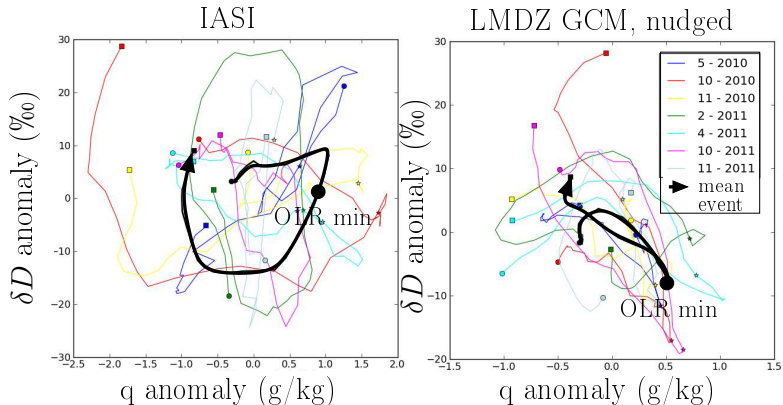 IASI
LMDZ GCM, nudged
δD anomaly (‰)
30
20
10
0
−10
−20
−30
−2.5 −2.0 −1.5 −1.0 −0.5 0.0 0.5 1.0 1.5 2.0
q anomaly (g/kg)
OLR min
δD anomaly (‰)
30
20
10
0
−10
−20
−1.5 −1.0 −0.5 0.0 0.5 1.0 1.5
q anomaly (g/kg)
OLR min
5 - 2010
10 - 2010
11 - 2010
2 - 2011
4 - 2011
10 - 2011
11 - 2011
mean
event